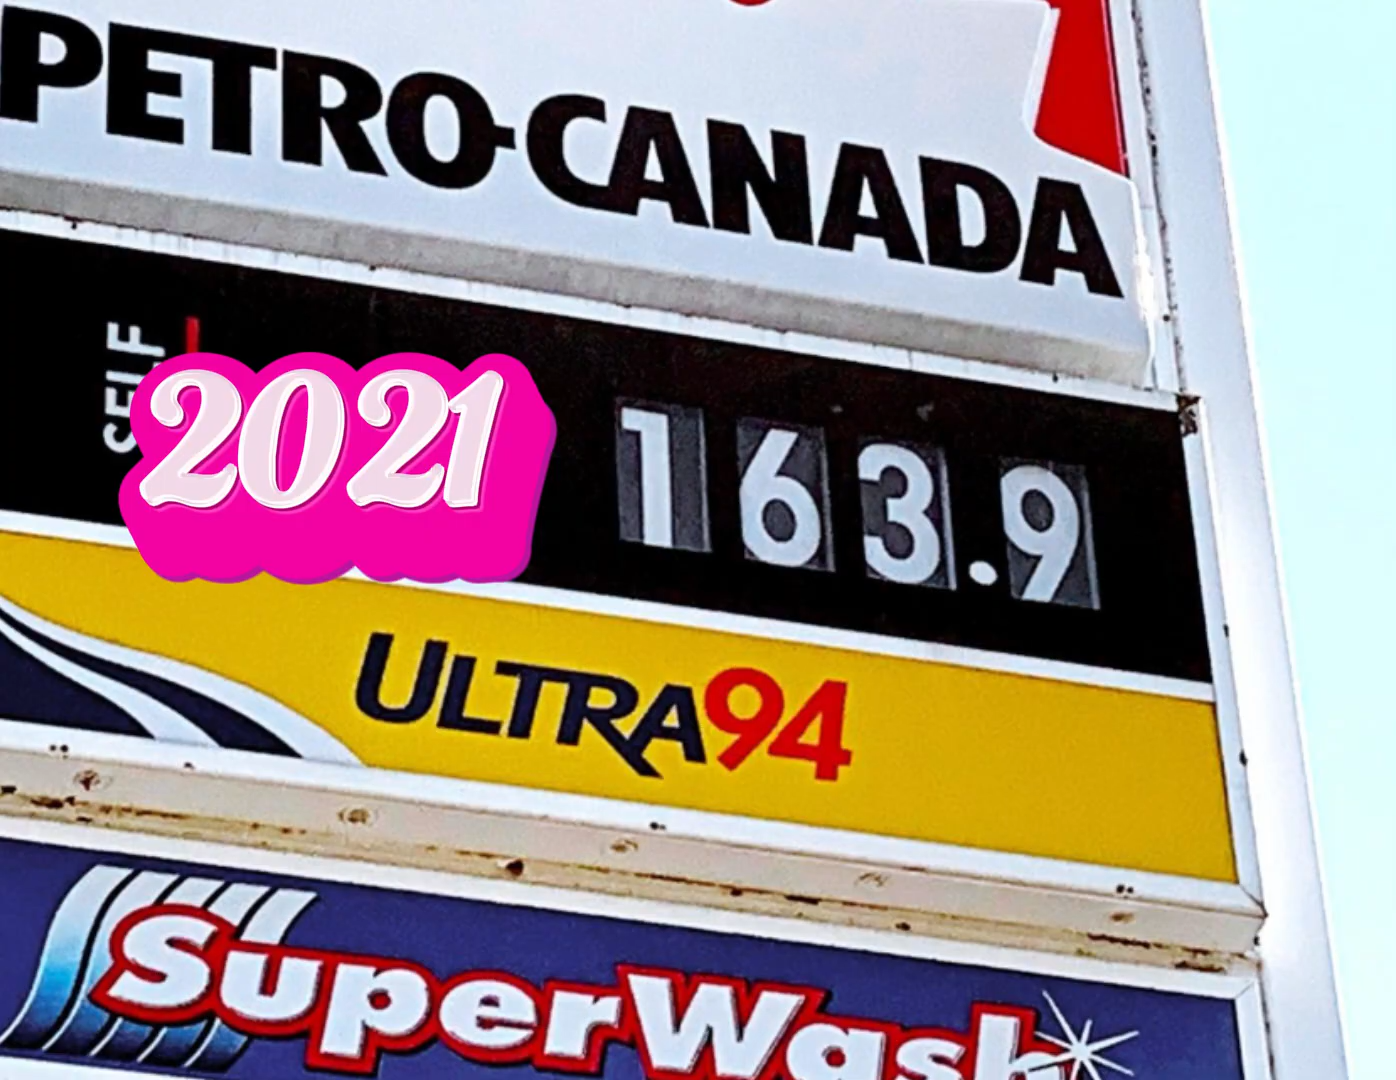 PETRO-CANADA
SELF
2021
163.9
ULTRA94
SuperWash